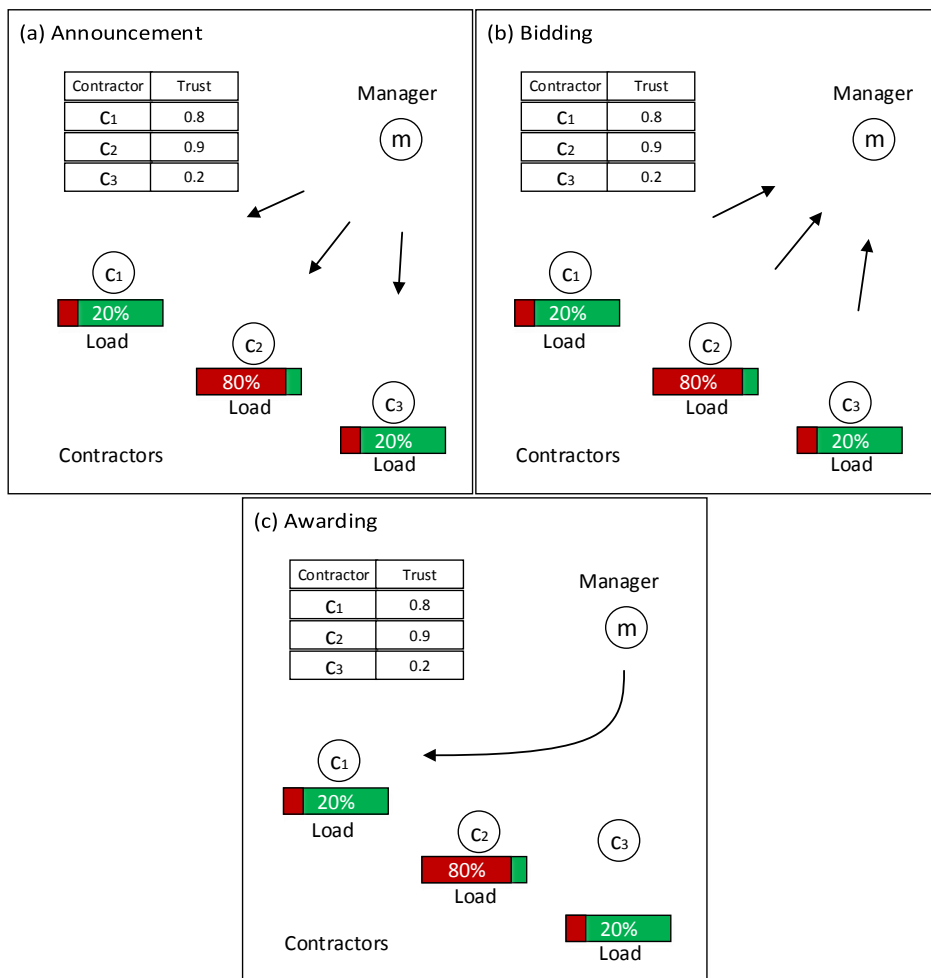 (a) Announcement
Contractor Trust
C1 0.8
C2 0.9
C3 0.2
Manager
m
C1
20%
Load
C2
80%
Load
C3
20%
Load
Contractors
(b) Bidding
Contractor Trust
C1 0.8
C2 0.9
C3 0.2
Manager
m
C1
20%
Load
C2
80%
Load
C3
20%
Load
Contractors
(c) Awarding
Contractor Trust
C1 0.8
C2 0.9
C3 0.2
Manager
m
C1
20%
Load
C2
80%
Load
C3
20%
Load
Contractors